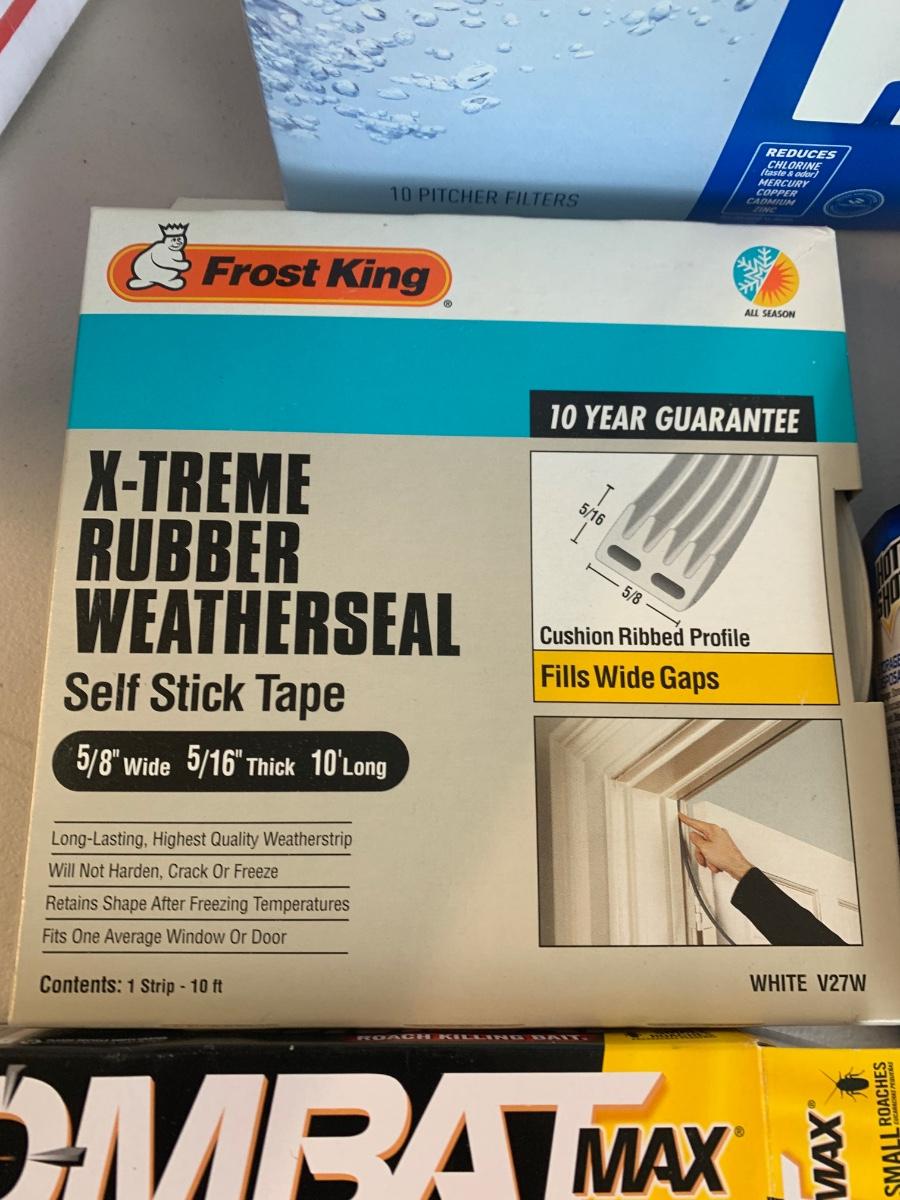 REDUCES
CHLORINE
(taste & odor)
MERCURY
COPPER
CADMIUM
ZINC
10 PITCHER FILTERS
Frost King®
ALL SEASON
10 YEAR GUARANTEE
X-TREME
RUBBER
WEATHERSEAL
Self Stick Tape
5/8" Wide 5/16" Thick 10' Long
5/16
5/8
Cushion Ribbed Profile
Fills Wide Gaps
Long-Lasting, Highest Quality Weatherstrip
Will Not Harden, Crack Or Freeze
Retains Shape After Freezing Temperatures
Fits One Average Window Or Door
Contents: 1 Strip - 10 ft
WHITE V27W
HOT
SHO
ROACH KILLING BAIT.
OMBAT
MAX®
MAX®
SMALL ROACHES